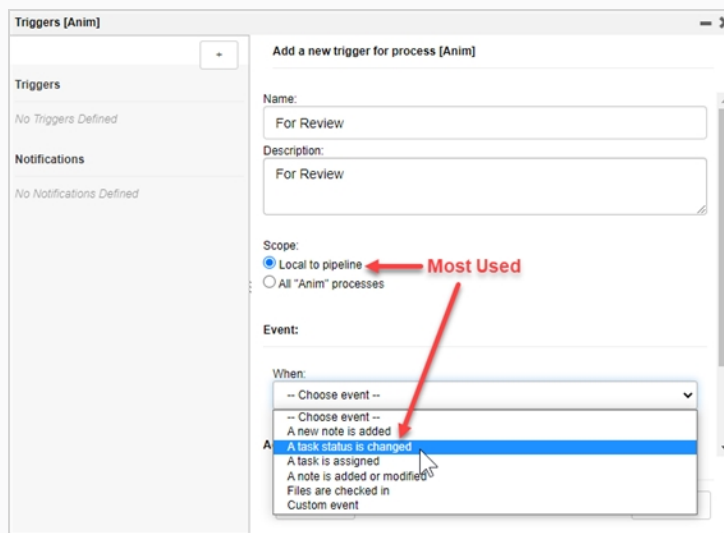 Triggers [Anim]
+
Triggers
No Triggers Defined
Notifications
No Notifications Defined
Add a new trigger for process [Anim]
Name:
For Review
Description:
For Review
Scope:
Local to pipeline
Most Used
All "Anim" processes
Event:
When:
-- Choose event --
-- Choose event --
A new note is added
A task status is changed
A task is assigned
A note is added or modified
Files are checked in
Custom event